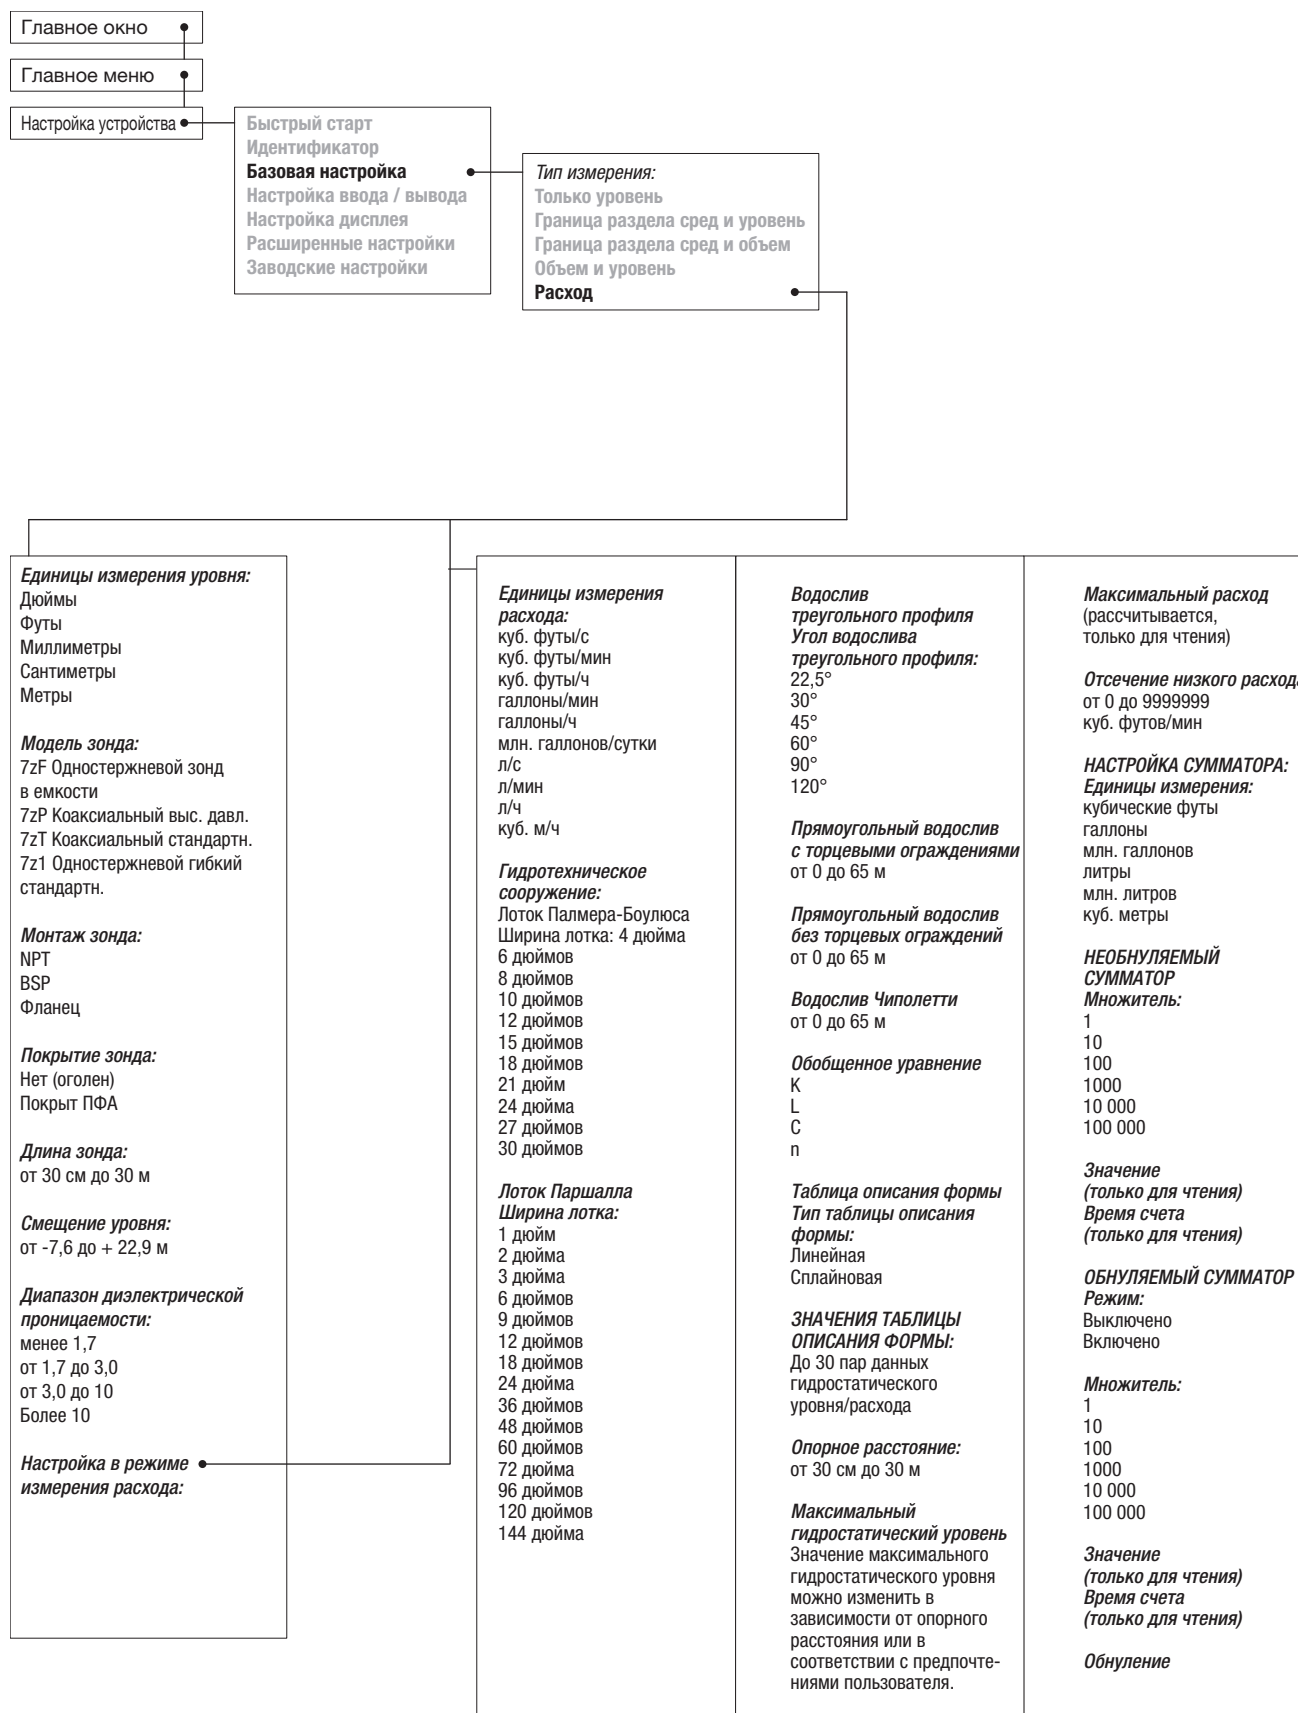 Главное окно
Главное меню
Настройка устройства
Быстрый старт
Идентификатор
Базовая настройка
Настройка ввода / вывода
Настройка дисплея
Расширенные настройки
Заводские настройки
Тип измерения:
Только уровень
Граница раздела сред и уровень
Граница раздела сред и объем
Объем и уровень
Расход
Единицы измерения уровня:
Дюймы
Футы
Миллиметры
Сантиметры
Метры
Модель зонда:
7zF Одностержневой зонд
в емкости
7zP Коаксиальный выс. давл.
7zT Коаксиальный стандартн.
7z1 Одностержневой гибкий
стандартн.
Монтаж зонда:
NPT
BSP
Фланец
Покрытие зонда:
Нет (оголен)
Покрыт ПФА
Длина зонда:
от 30 см до 30 м
Смещение уровня:
от -7,6 до + 22,9 м
Диапазон диэлектрической
проницаемости:
менее 1,7
от 1,7 до 3,0
от 3,0 до 10
Более 10
Настройка в режиме
измерения расхода:
Единицы измерения
расхода:
куб. футы/с
куб. футы/мин
куб. футы/ч
галлоны/мин
галлоны/ч
млн. галлонов/сутки
л/с
л/мин
л/ч
куб. м/ч
Гидротехническое
сооружение:
Лоток Палмера-Боулюса
Ширина лотка: 4 дюйма
6 дюймов
8 дюймов
10 дюймов
12 дюймов
15 дюймов
18 дюймов
21 дюйм
24 дюйма
27 дюймов
30 дюймов
Лоток Паршалла
Ширина лотка:
1 дюйм
2 дюйма
3 дюйма
6 дюймов
9 дюймов
12 дюймов
18 дюймов
24 дюйма
36 дюймов
48 дюймов
60 дюймов
72 дюйма
96 дюймов
120 дюймов
144 дюйма
Водослив
треугольного профиля
Угол водослива
треугольного профиля:
22,5°
30°
45°
60°
90°
120°
Прямоугольный водослив
с торцевыми ограждениями
от 0 до 65 м
Прямоугольный водослив
без торцевых ограждений
от 0 до 65 м
Водослив Чиполетти
от 0 до 65 м
Обобщенное уравнение
K
L
C
n
Таблица описания формы
Тип таблицы описания
формы:
Линейная
Сплайновая
ЗНАЧЕНИЯ ТАБЛИЦЫ
ОПИСАНИЯ ФОРМЫ:
До 30 пар данных
гидростатического
уровня/расхода
Опорное расстояние:
от 30 см до 30 м
Максимальный
гидростатический уровень
Значение максимального
гидростатического уровня
можно изменить в
зависимости от опорного
расстояния или в
соответствии с предпочте-
ниями пользователя.
Максимальный расход
(рассчитывается,
только для чтения)
Отсечение низкого расхода
от 0 до 9999999
куб. футов/мин
НАСТРОЙКА СУММАТОРА:
Единицы измерения:
кубические футы
галлоны
млн. галлонов
литры
млн. литров
куб. метры
НЕОБНУЛЯЕМЫЙ
СУММАТОР
Множитель:
1
10
100
1000
10 000
100 000
Значение
(только для чтения)
Время счета
(только для чтения)
ОБНУЛЯЕМЫЙ СУММАТОР
Режим:
Выключено
Включено
Множитель:
1
10
100
1000
10 000
100 000
Значение
(только для чтения)
Время счета
(только для чтения)
Обнуление